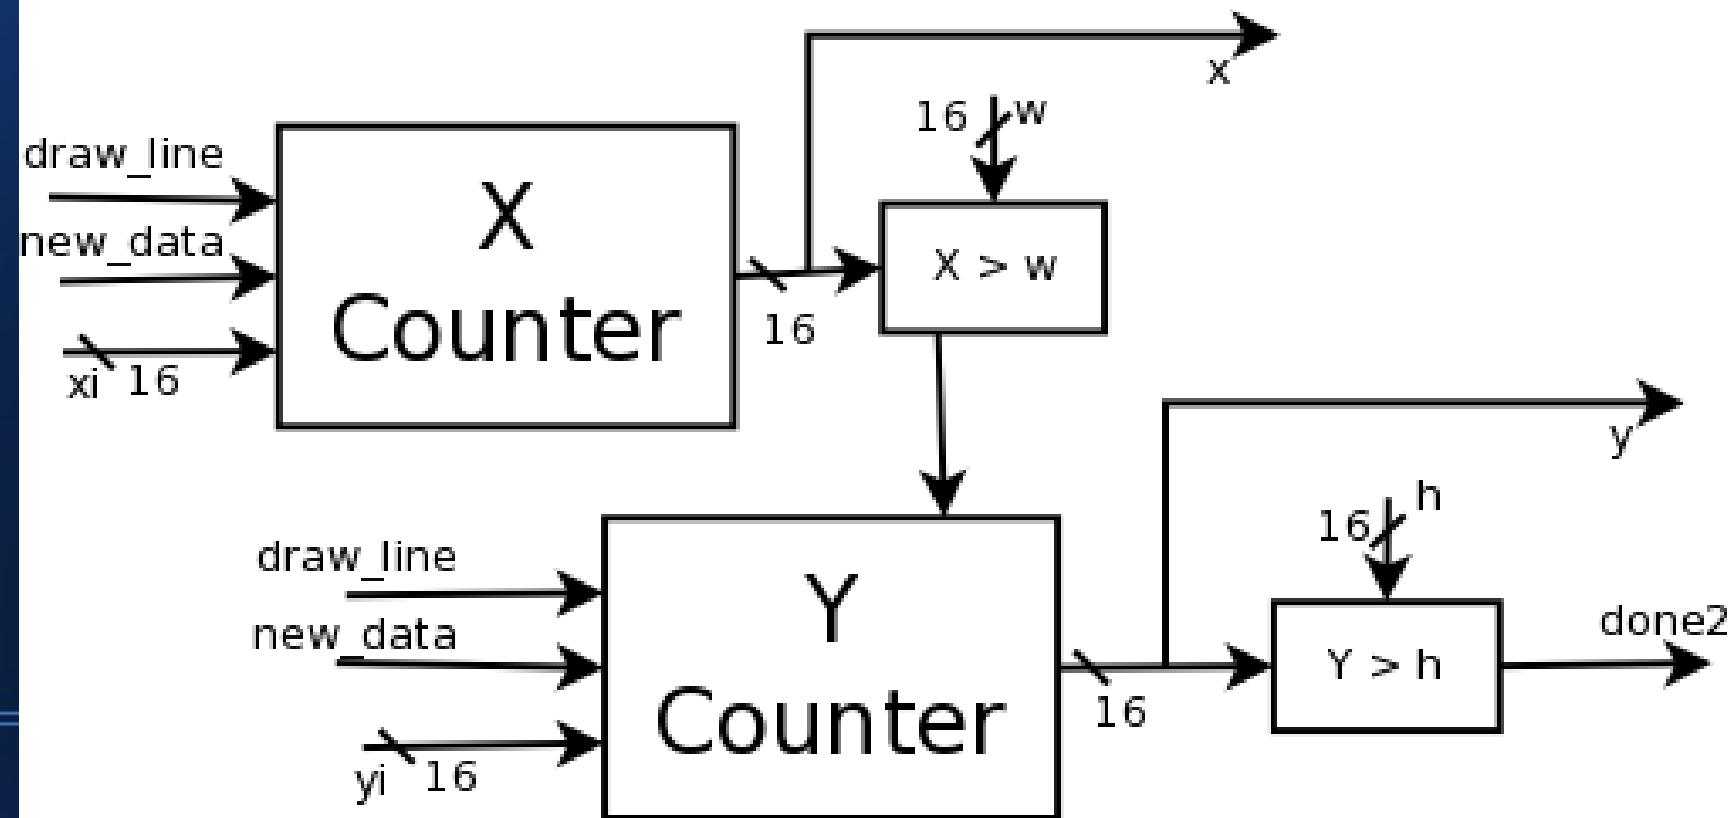 x
16 w
draw_line
X
Counter
new_data
X > w
16
xi 16
y
h
16
draw_line
Y
Counter
new_data
done2
Y > h
16
yi 16